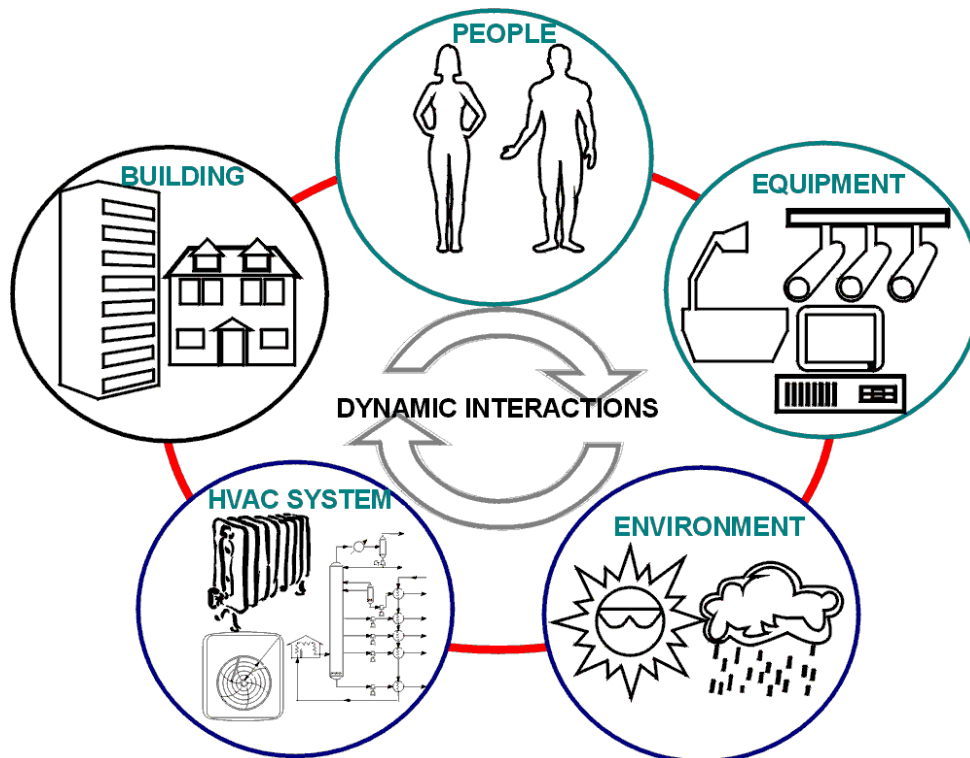 PEOPLE
BUILDING
EQUIPMENT
DYNAMIC INTERACTIONS
HVAC SYSTEM
ENVIRONMENT